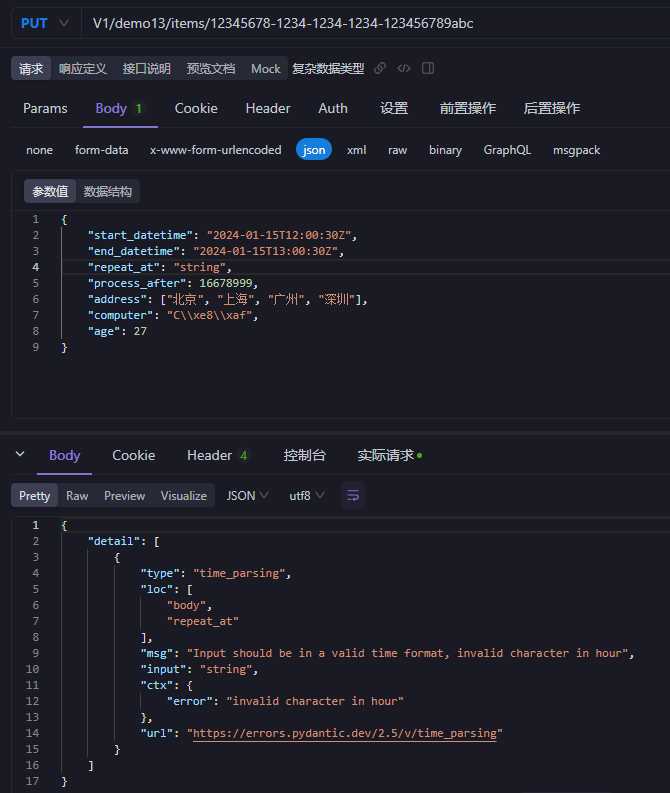 PUT V1/demo13/items/12345678-1234-1234-1234-123456789abc
请求 响应定义 接口说明 预览文档 Mock 复杂数据类型
Params Body 1 Cookie Header Auth 设置 前置操作 后置操作
none form-data x-www-form-urlencoded json xml raw binary GraphQL msgpack
参数值 数据结构
1 {
2 "start_datetime": "2024-01-15T12:00:30Z",
3 "end_datetime": "2024-01-15T13:00:30Z",
4 "repeat_at": "string",
5 "process_after": 16678999,
6 "address": ["北京", "上海", "广州", "深圳"],
7 "computer": "C\\xe8\\xaf",
8 "age": 27
9 }
Body Cookie Header 4 控制台 实际请求
Pretty Raw Preview Visualize JSON utf8
1 {
2 "detail": [
3 {
4 "type": "time_parsing",
5 "loc": [
6 "body",
7 "repeat_at"
8 ],
9 "msg": "Input should be in a valid time format, invalid character in hour",
10 "input": "string",
11 "ctx": {
12 "error": "invalid character in hour"
13 },
14 "url": "https://errors.pydantic.dev/2.5/v/time_parsing"
15 }
16 ]
17 }